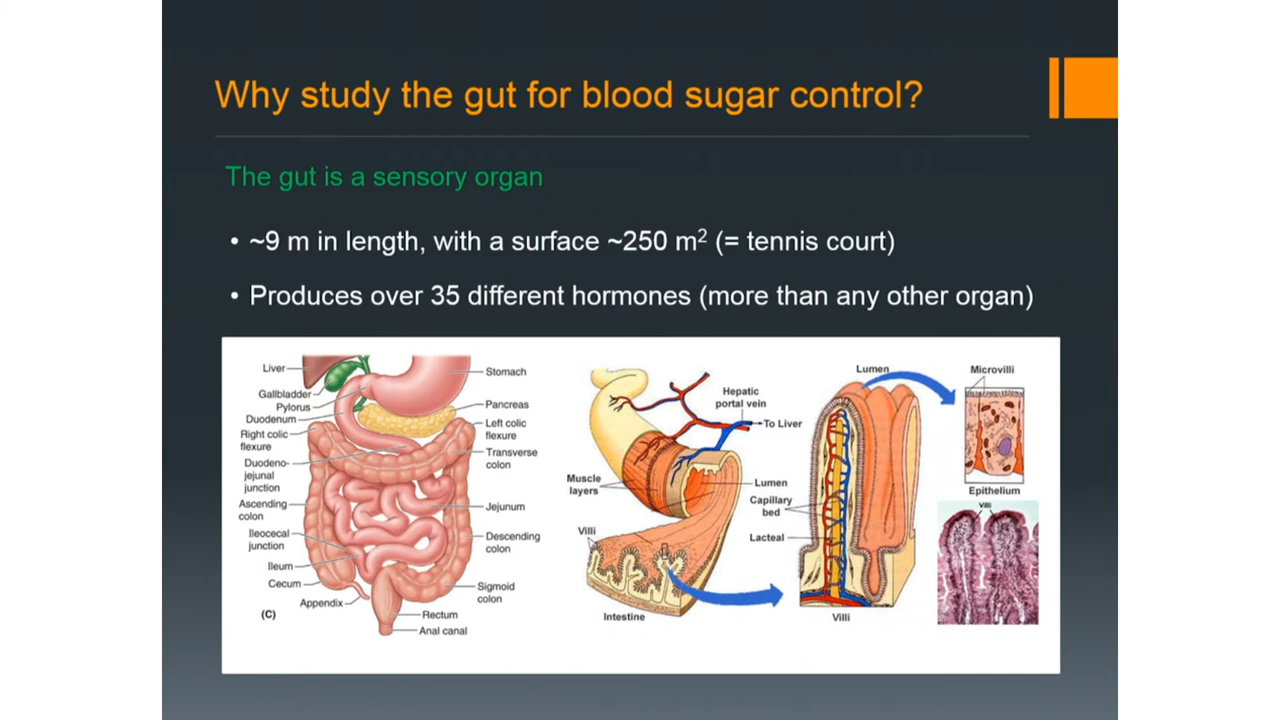 Why study the gut for blood sugar control?
The gut is a sensory organ
• ~9 m in length, with a surface ~250 m² (= tennis court)
• Produces over 35 different hormones (more than any other organ)
Liver
Gallbladder
Pylorus
Duodenum
Right colic
flexure
Duodeno-
jejunal
junction
Ascending
colon
Ileocecal
junction
Ileum
Cecum
Appendix
(C)
Stomach
Pancreas
Left colic
flexure
Transverse
colon
Jejunum
Descending
colon
Sigmoid
colon
Rectum
Anal canal
Hepatic
portal vein
To Liver
Muscle
layers
Lumen
Villi
Intestine
Lumen
Capillary
bed
Lacteal
Villi
Microvilli
Epithelium
Villi